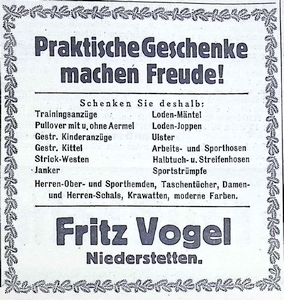 Praktische Geschenke
machen Freude!
Schenken Sie deshalb:
Trainingsanzüge
Pullover mit u. ohne Aermel
Gestr. Kinderanzüge
Gestr. Kittel
Strick-Westen
Janker
Loden-Mäntel
Loden-Joppen
Ulster
Arbeits- und Sporthosen
Halbtuch- u. Streifenhosen
Sportstrümpfe
Herren-Ober- und Sporthemden, Taschentücher, Damen-
und Herren-Schals, Krawatten, moderne Farben.
Fritz Vogel
Niederstetten.